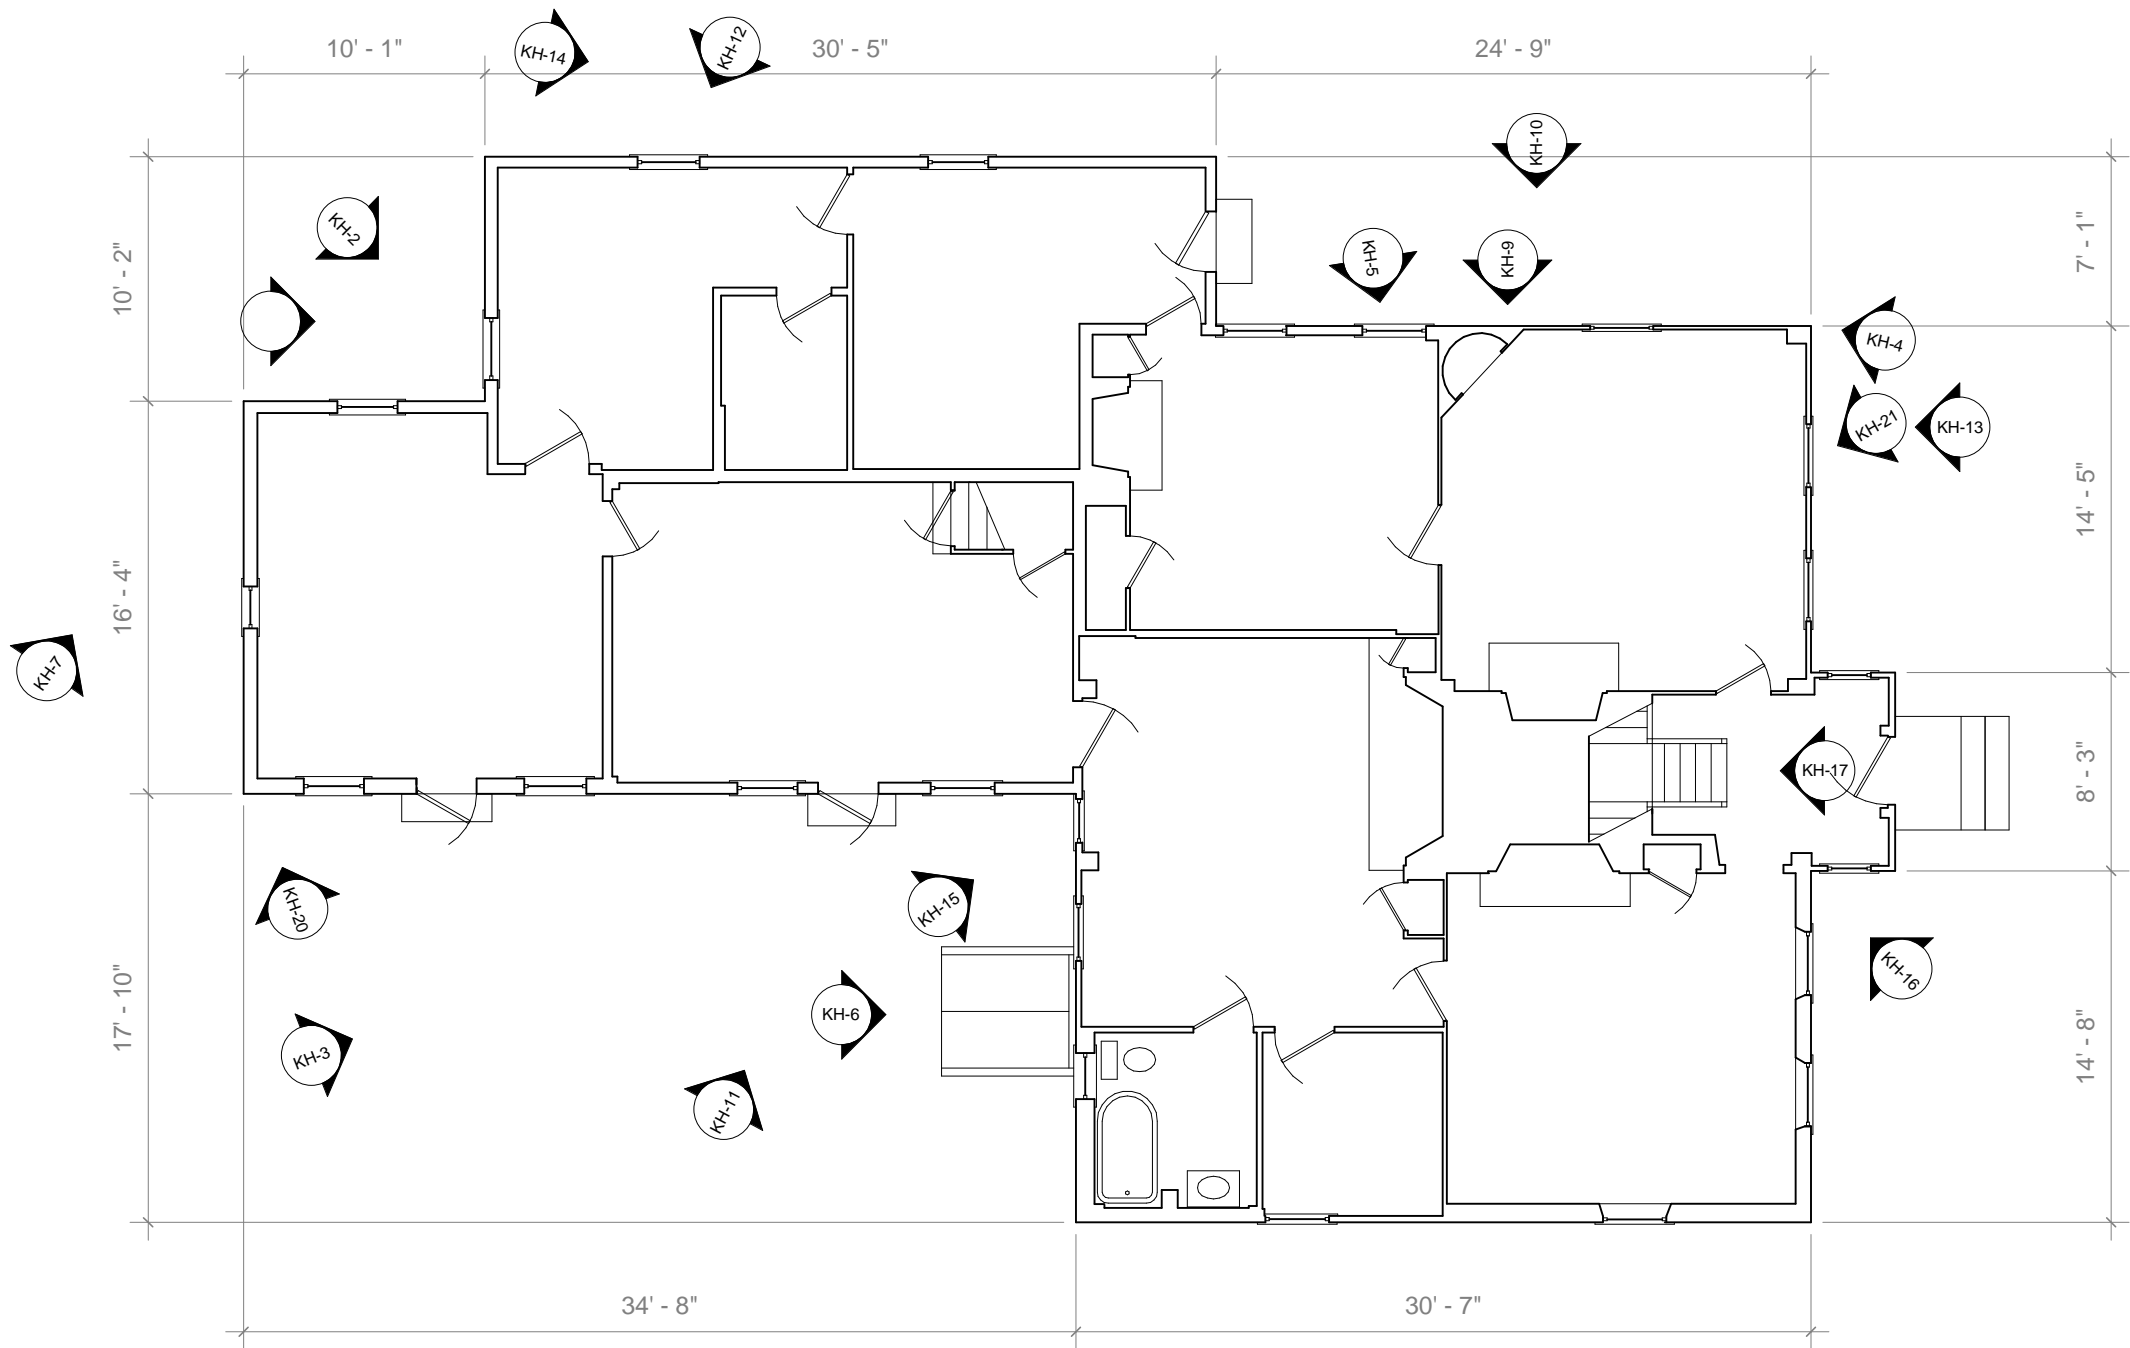 10' - 1"
30' - 5"
24' - 9"
KH-14
KH-12
KH-10
KH-2
KH-5
KH-9
7' - 1"
10' - 2"
KH-4
KH-21
KH-13
14' - 5"
16' - 4"
KH-7
KH-17
8' - 3"
KH-20
KH-15
KH-16
17' - 10"
KH-6
KH-3
KH-11
14' - 8"
34' - 8"
30' - 7"